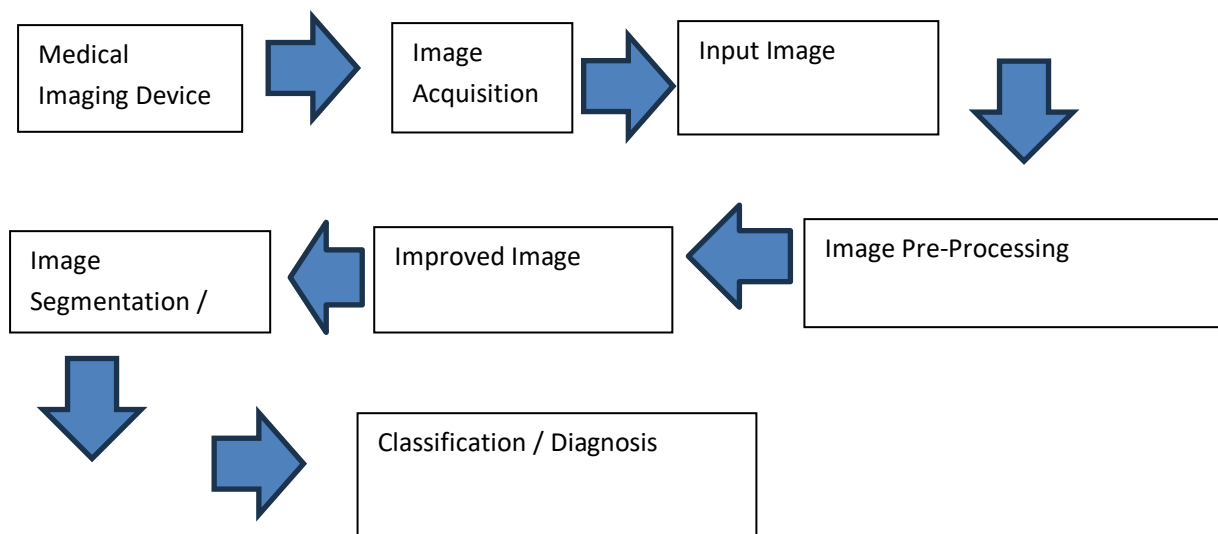 Medical
Imaging Device
Image
Acquisition
Input Image
Image Pre-Processing
Improved Image
Image
Segmentation /
Classification / Diagnosis